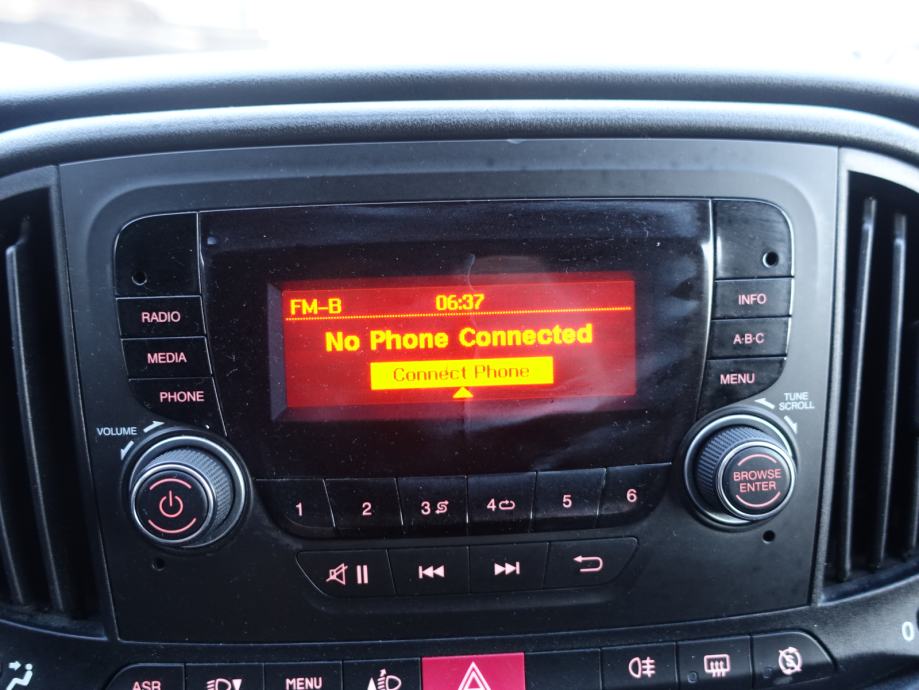 FM-B 06:37
No Phone Connected
Connect Phone
RADIO
MEDIA
PHONE
VOLUME
INFO
A·B·C
MENU
TUNE
SCROLL
BROWSE
ENTER
1 2 3 4 5 6
ASR
MENU
0